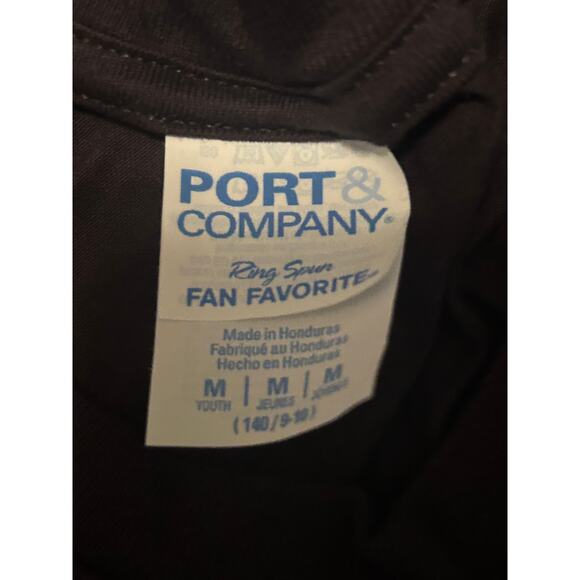 PORT &
COMPANY®
Ring Spun
FAN FAVORITE™
Made in Honduras
Fabriqué au Honduras
Hecho en Honduras
M | M | M
YOUTH JEUNES
(140/9-10)